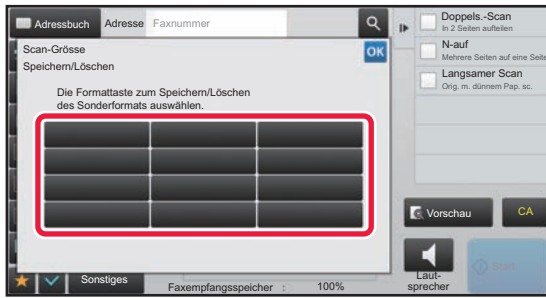 Adressbuch
Adresse
Faxnummer
Scan-Grösse
Speichern/Löschen
OK
Die Formattaste zum Speichern/Löschen
des Sonderformats auswählen.
Doppels.-Scan
In 2 Seiten aufteilen
N-auf
Mehrere Seiten auf eine Seite
Langsamer Scan
Orig. m. dünnem Pap. sc.
Vorschau
CA
Sonstiges
Faxempfangsspeicher : 100%
Laut-
sprecher
Start